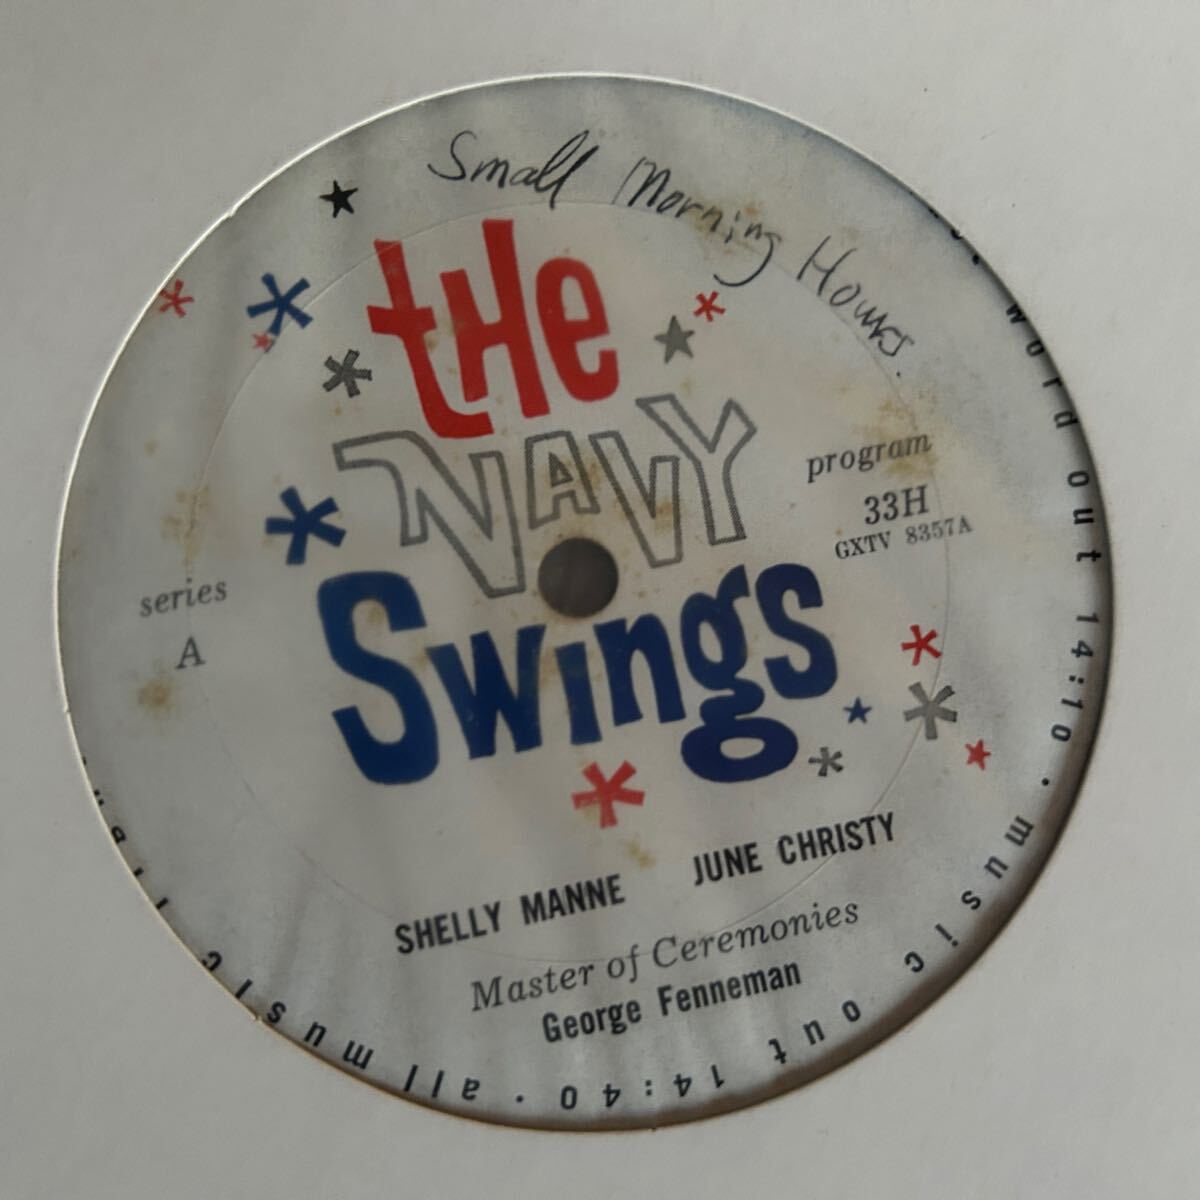 Small Morning Hours.
the
NAVY
Swings
program
33H
GXTV 8357A
series
A
SHELLY MANNE JUNE CHRISTY
Master of Ceremonies
George Fenneman
word out 14:10 · music out 14:40 · all music